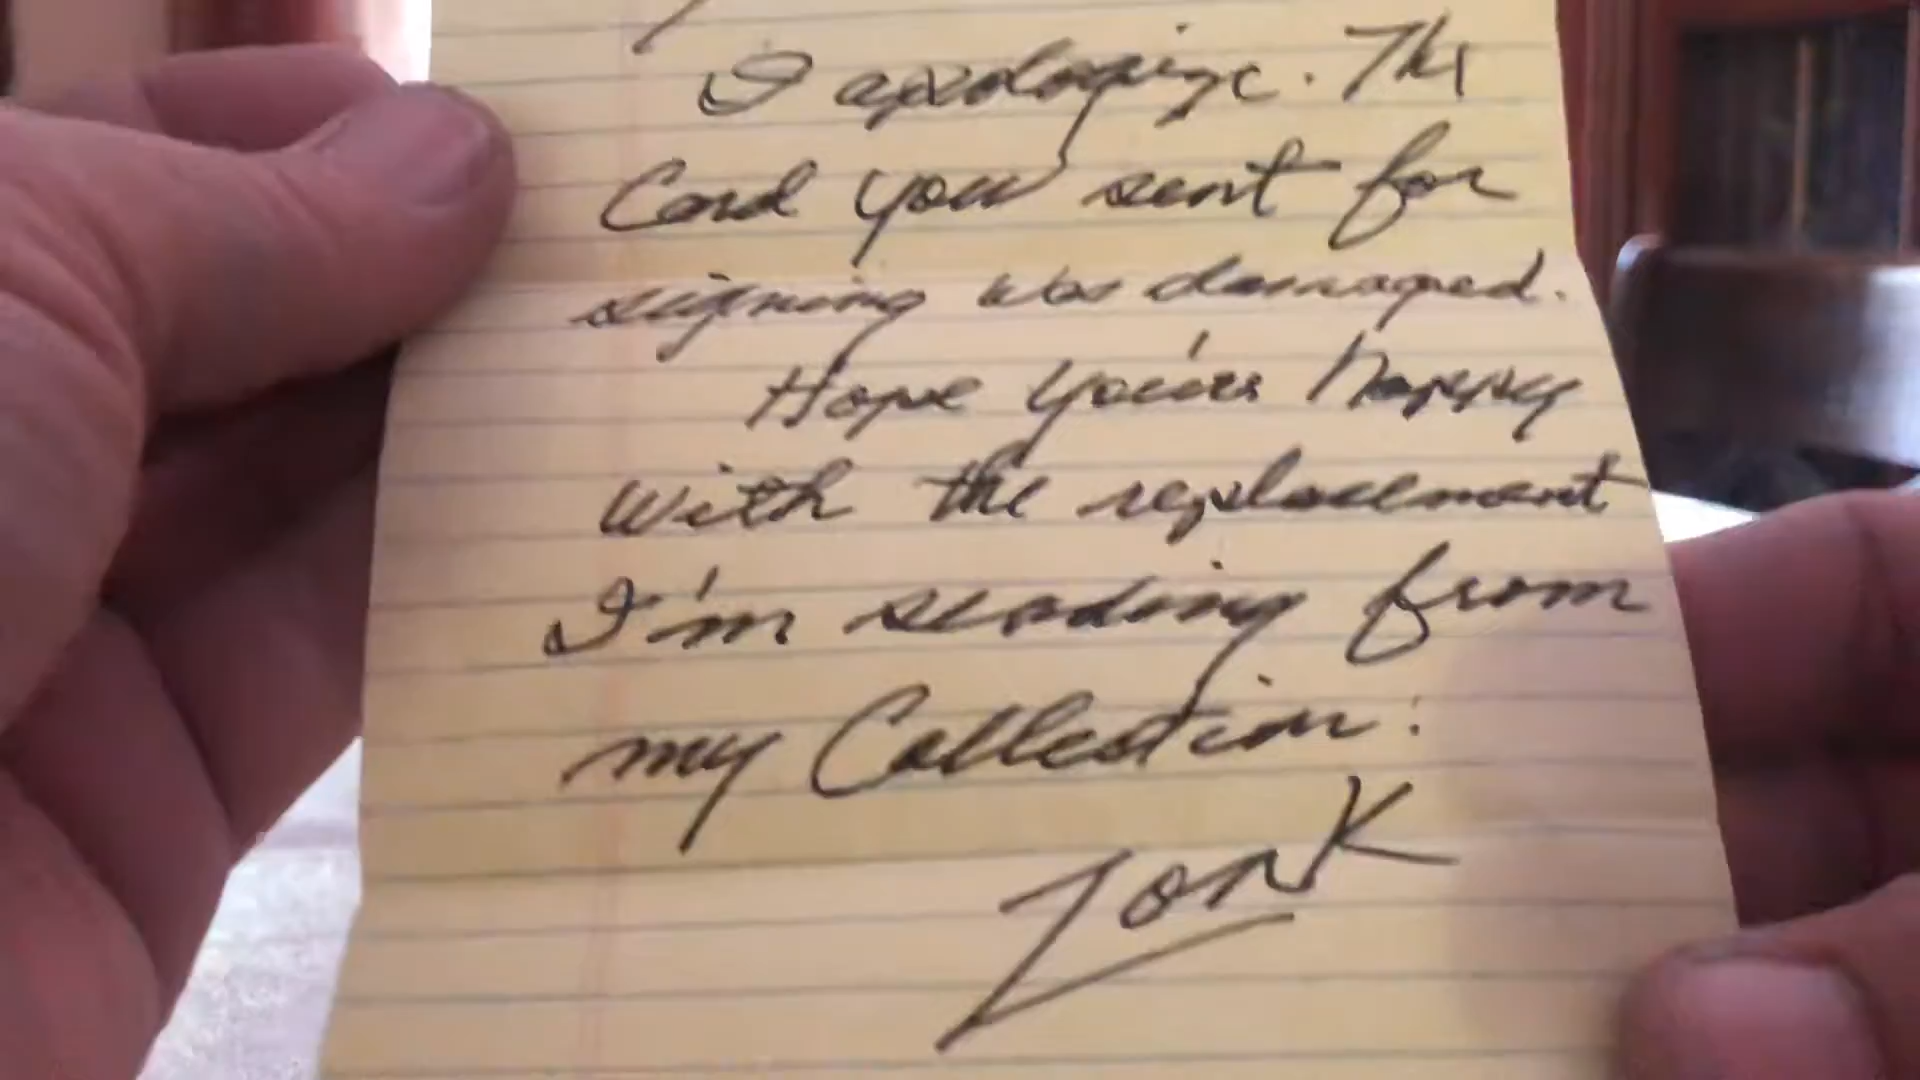 I apologize. The
Card you sent for
signing was damaged.
Hope you're happy
with the replacement
I'm sending from
my Collection:
Zork